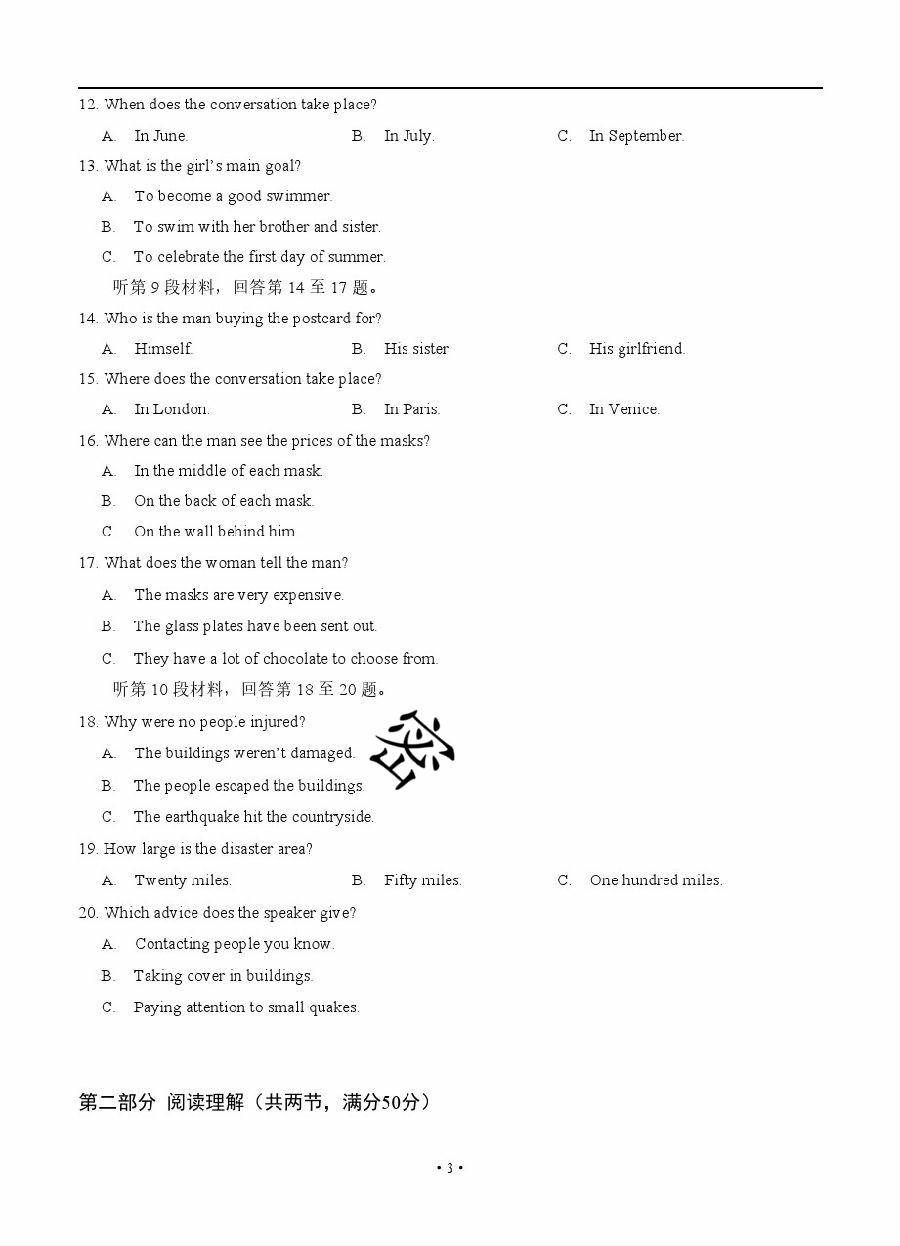 12. When does the conversation take place?
A. In June. B. In July. C. In September.
13. What is the girl's main goal?
A. To become a good swimmer.
B. To swim with her brother and sister.
C. To celebrate the first day of summer.
听第 9 段材料，回答第 14 至 17 题。
14. Who is the man buying the postcard for?
A. Himself. B. His sister C. His girlfriend.
15. Where does the conversation take place?
A. In London. B. In Paris. C. In Venice.
16. Where can the man see the prices of the masks?
A. In the middle of each mask.
B. On the back of each mask.
C On the wall behind him
17. What does the woman tell the man?
A. The masks are very expensive.
B. The glass plates have been sent out.
C. They have a lot of chocolate to choose from.
听第 10 段材料，回答第 18 至 20 题。
18. Why were no people injured?
A. The buildings weren't damaged.
密
B. The people escaped the buildings.
C. The earthquake hit the countryside.
19. How large is the disaster area?
A. Twenty miles. B. Fifty miles. C. One hundred miles.
20. Which advice does the speaker give?
A. Contacting people you know.
B. Taking cover in buildings.
C. Paying attention to small quakes.
第二部分 阅读理解（共两节，满分50分）
• 3 •